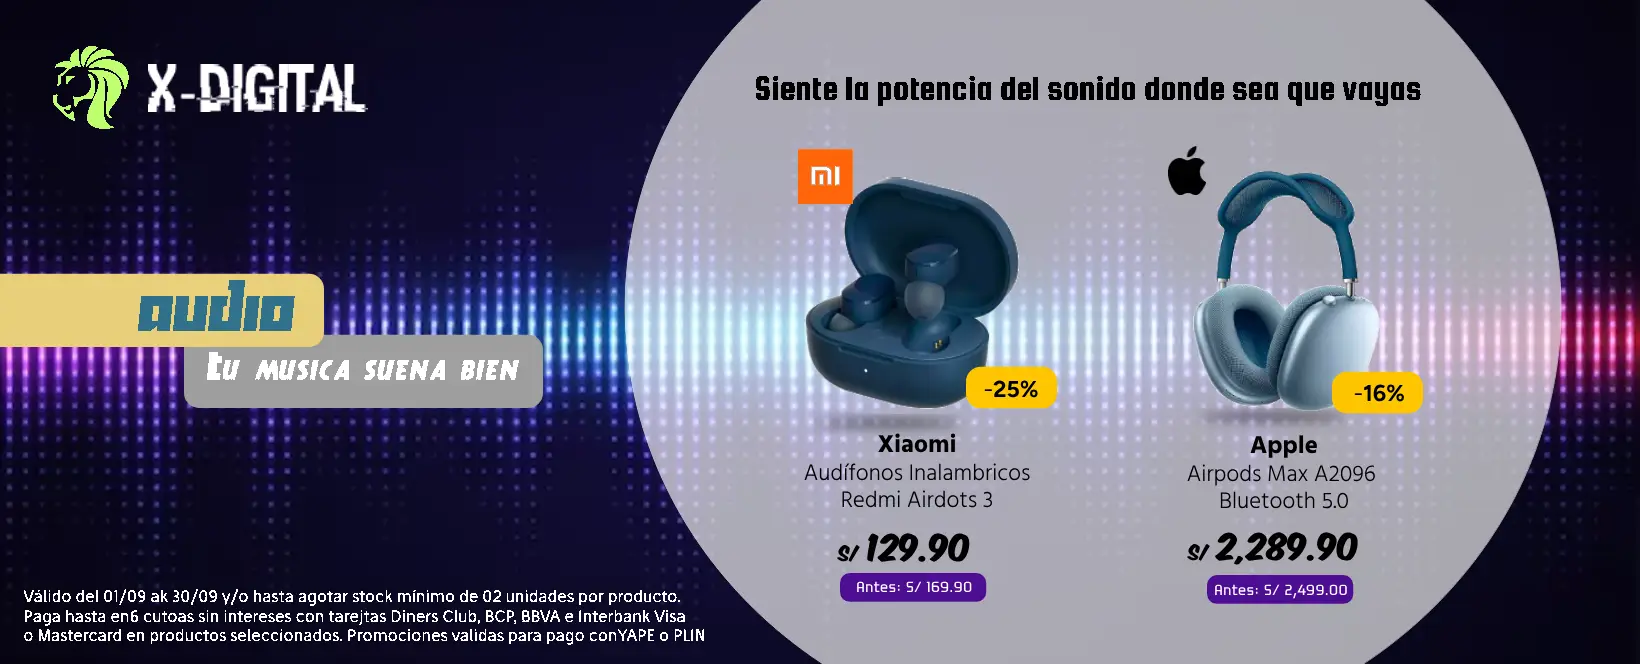 X-DIGITAL
Siente la potencia del sonido donde sea que vayas
mi
audio
tu musica suena bien
-25%
-16%
Xiaomi
Audífonos Inalambricos
Redmi Airdots 3
S/ 129.90
Antes: S/ 169.90
Apple
Airpods Max A2096
Bluetooth 5.0
S/ 2,289.90
Antes: S/ 2,499.00
Válido del 01/09 ak 30/09 y/o hasta agotar stock mínimo de 02 unidades por producto.
Paga hasta en6 cutoas sin intereses con tarejtas Diners Club, BCP, BBVA e Interbank Visa
o Mastercard en productos seleccionados. Promociones validas para pago conYAPE o PLIN